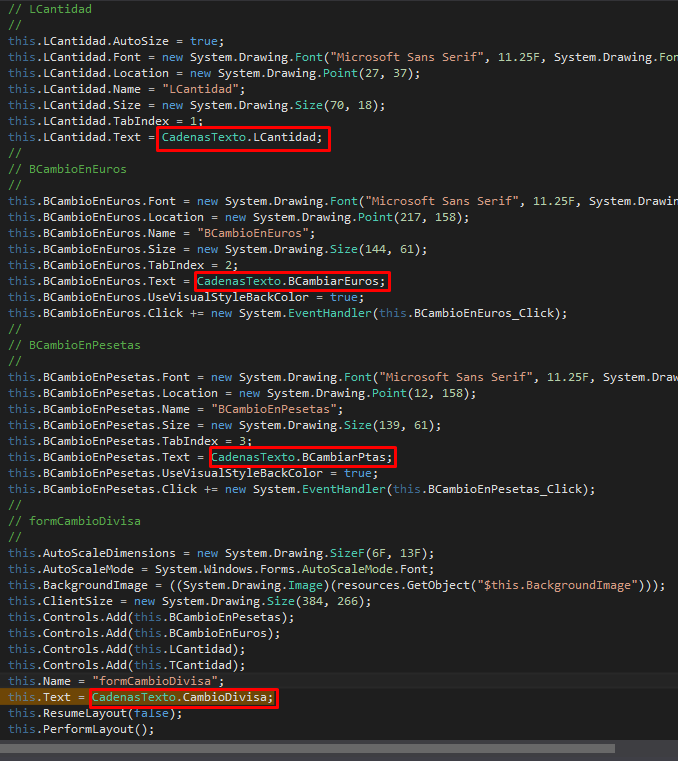 // LCantidad
//
this.LCantidad.AutoSize = true;
this.LCantidad.Font = new System.Drawing.Font("Microsoft Sans Serif", 11.25F, System.Drawing.Fon
this.LCantidad.Location = new System.Drawing.Point(27, 37);
this.LCantidad.Name = "LCantidad";
this.LCantidad.Size = new System.Drawing.Size(70, 18);
this.LCantidad.TabIndex = 1;
this.LCantidad.Text = CadenasTexto.LCantidad;
//
// BCambioEnEuros
//
this.BCambioEnEuros.Font = new System.Drawing.Font("Microsoft Sans Serif", 11.25F, System.Drawin
this.BCambioEnEuros.Location = new System.Drawing.Point(217, 158);
this.BCambioEnEuros.Name = "BCambioEnEuros";
this.BCambioEnEuros.Size = new System.Drawing.Size(144, 61);
this.BCambioEnEuros.TabIndex = 2;
this.BCambioEnEuros.Text = CadenasTexto.BCambiarEuros;
this.BCambioEnEuros.UseVisualStyleBackColor = true;
this.BCambioEnEuros.Click += new System.EventHandler(this.BCambioEnEuros_Click);
//
// BCambioEnPesetas
//
this.BCambioEnPesetas.Font = new System.Drawing.Font("Microsoft Sans Serif", 11.25F, System.Draw
this.BCambioEnPesetas.Location = new System.Drawing.Point(12, 158);
this.BCambioEnPesetas.Name = "BCambioEnPesetas";
this.BCambioEnPesetas.Size = new System.Drawing.Size(139, 61);
this.BCambioEnPesetas.TabIndex = 3;
this.BCambioEnPesetas.Text = CadenasTexto.BCambiarPtas;
this.BCambioEnPesetas.UseVisualStyleBackColor = true;
this.BCambioEnPesetas.Click += new System.EventHandler(this.BCambioEnPesetas_Click);
//
// formCambioDivisa
//
this.AutoScaleDimensions = new System.Drawing.SizeF(6F, 13F);
this.AutoScaleMode = System.Windows.Forms.AutoScaleMode.Font;
this.BackgroundImage = ((System.Drawing.Image)(resources.GetObject("$this.BackgroundImage")));
this.ClientSize = new System.Drawing.Size(384, 266);
this.Controls.Add(this.BCambioEnPesetas);
this.Controls.Add(this.BCambioEnEuros);
this.Controls.Add(this.LCantidad);
this.Controls.Add(this.TCantidad);
this.Name = "formCambioDivisa";
this.Text = CadenasTexto.CambioDivisa;
this.ResumeLayout(false);
this.PerformLayout();